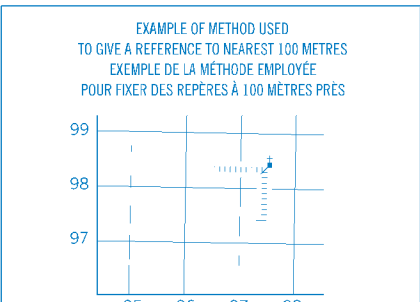 EXAMPLE OF METHOD USED
TO GIVE A REFERENCE TO NEAREST 100 METRES
EXEMPLE DE LA MÉTHODE EMPLOYÉE
POUR FIXER DES REPÈRES À 100 MÈTRES PRÈS
99
98
97